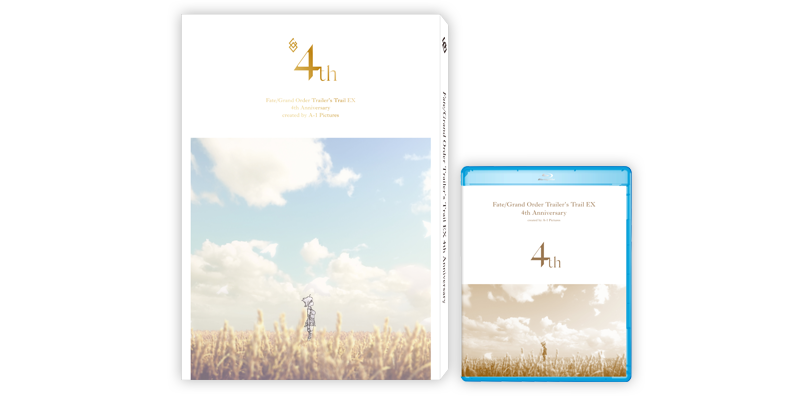 4th
Fate/Grand Order Trailer's Trail EX
4th Anniversary
created by A-1 Pictures
Fate/Grand Order Trailer's Trail EX 4th Anniversary
Fate/Grand Order Trailer's Trail EX
4th Anniversary
created by A-1 Pictures
4th